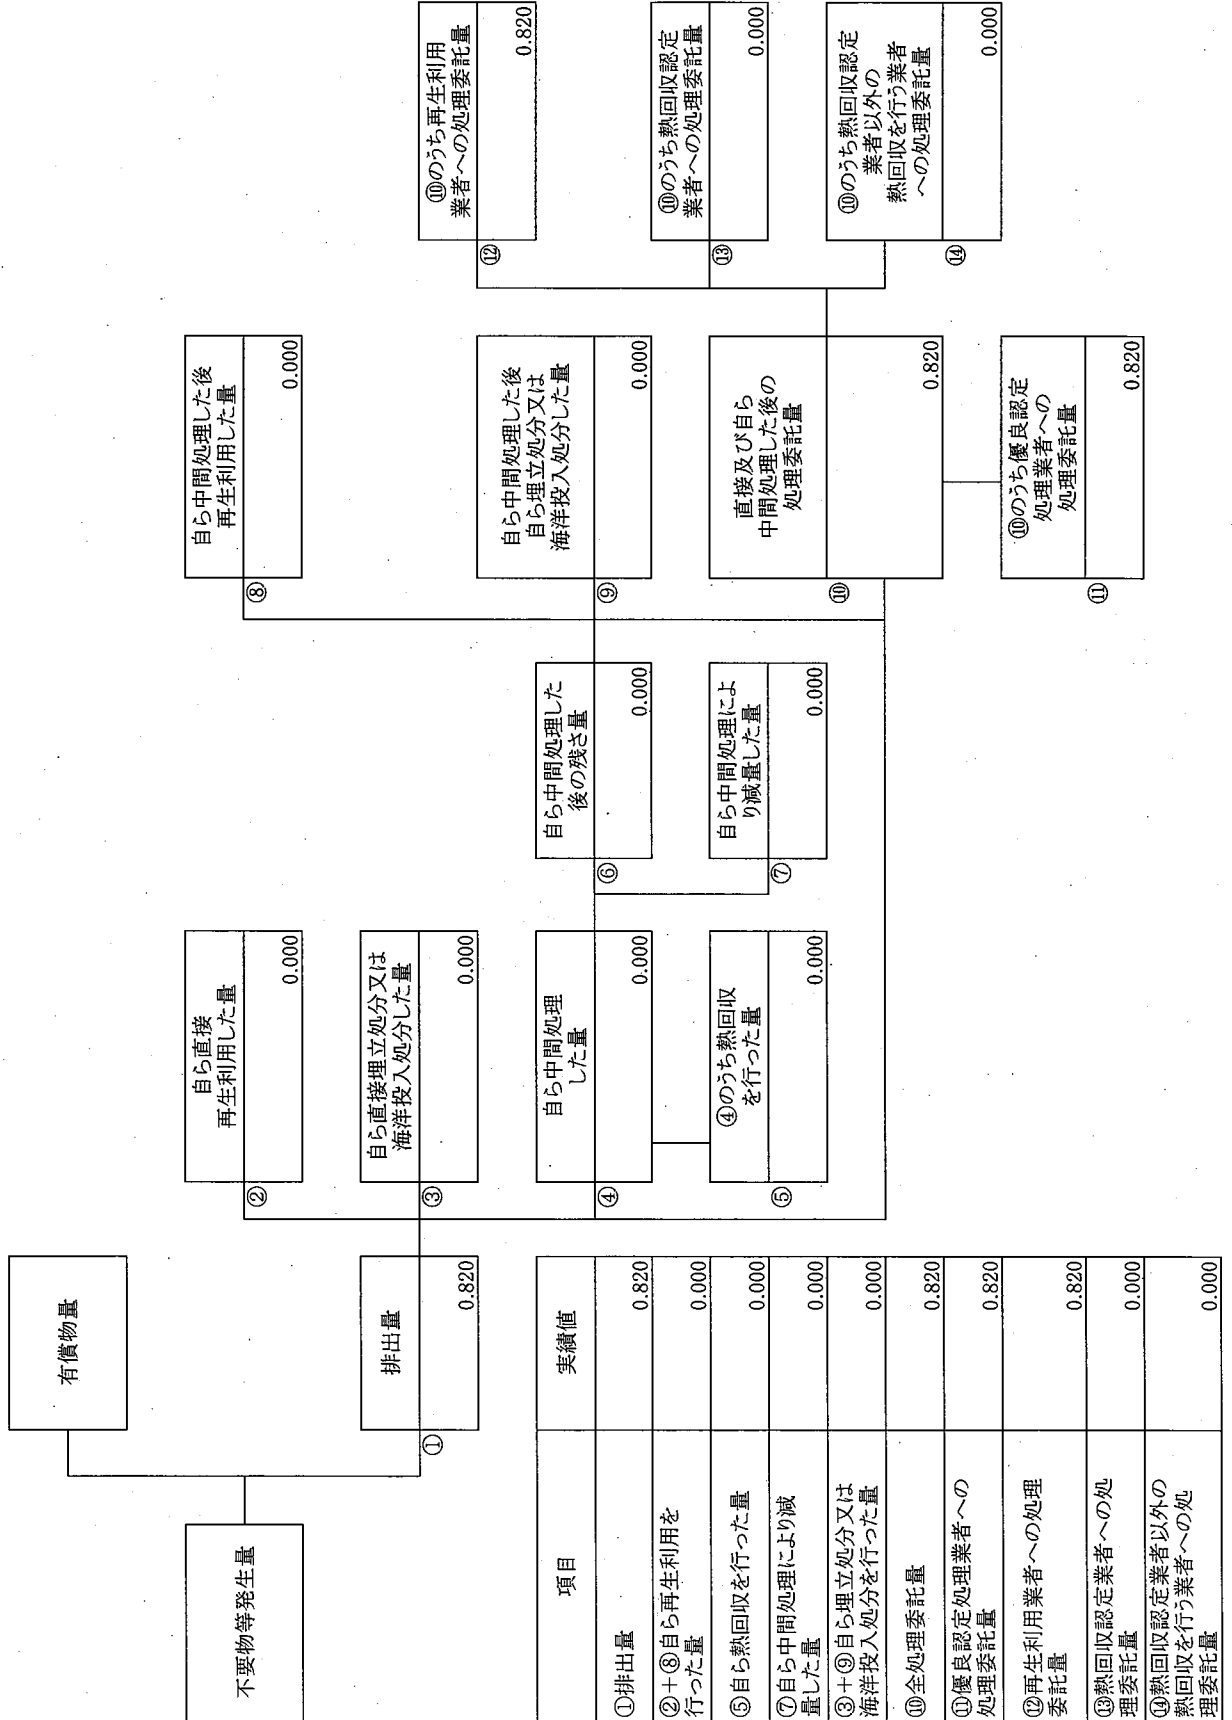 不要物等発生量
有償物量
①
排出量
0.820
②
自ら直接
再生利用した量
0.000
③
自ら直接埋立処分又は
海洋投入処分した量
0.000
④
自ら中間処理
した量
0.000
⑤
④のうち熱回収
を行った量
0.000
⑥
自ら中間処理した
後の残さ量
0.000
⑦
自ら中間処理によ
り減量した量
0.000
⑧
自ら中間処理した後
再生利用した量
0.000
⑨
自ら中間処理した後
自ら埋立処分又は
海洋投入処分した量
0.000
⑩
直接及び自ら
中間処理した後の
処理委託量
0.820
⑪
⑩のうち優良認定
処理業者への
処理委託量
0.820
⑫
⑩のうち再生利用
業者への処理委託量
0.820
⑬
⑩のうち熱回収認定
業者への処理委託量
0.000
⑭
⑩のうち熱回収認定
業者以外の
熱回収を行う業者
への処理委託量
0.000
項目 実績値
①排出量 0.820
②+⑧自ら再生利用を
行った量 0.000
⑤自ら熱回収を行った量 0.000
⑦自ら中間処理により減
量した量 0.000
③+⑨自ら埋立処分又は
海洋投入処分を行った量 0.000
⑩全処理委託量 0.820
⑪優良認定処理業者への
処理委託量 0.820
⑫再生利用業者への処理
委託量 0.820
⑬熱回収認定業者への処
理委託量 0.000
⑭熱回収認定業者以外の
熱回収を行う業者への処
理委託量 0.000